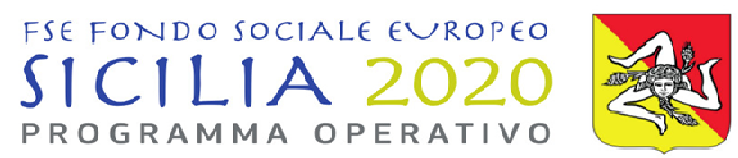 FSE FONDO SOCIALE EUROPEO
SICILIA 2020
PROGRAMMA OPERATIVO